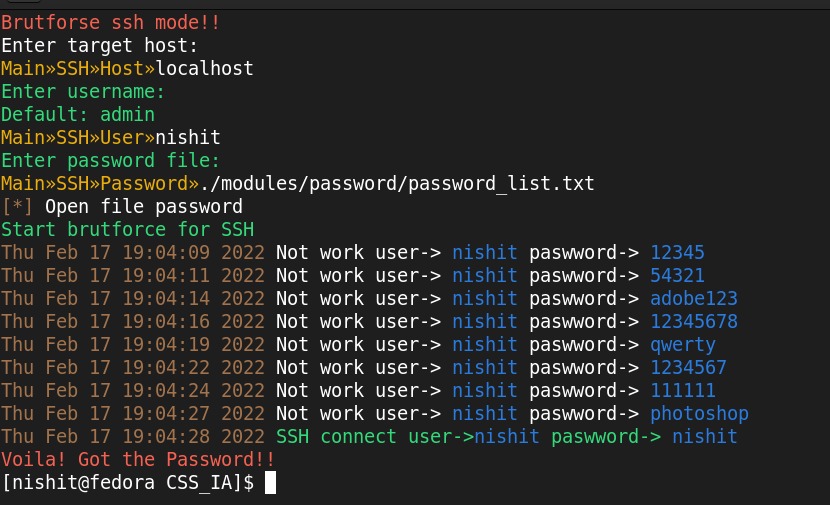 Brutforse ssh mode!!
Enter target host:
Main»SSH»Host»localhost
Enter username:
Default: admin
Main»SSH»User»nishit
Enter password file:
Main»SSH»Password»./modules/password/password_list.txt
[*] Open file password
Start brutforce for SSH
Thu Feb 17 19:04:09 2022 Not work user-> nishit paswword-> 12345
Thu Feb 17 19:04:11 2022 Not work user-> nishit paswword-> 54321
Thu Feb 17 19:04:14 2022 Not work user-> nishit paswword-> adobe123
Thu Feb 17 19:04:16 2022 Not work user-> nishit paswword-> 12345678
Thu Feb 17 19:04:19 2022 Not work user-> nishit paswword-> qwerty
Thu Feb 17 19:04:22 2022 Not work user-> nishit paswword-> 1234567
Thu Feb 17 19:04:24 2022 Not work user-> nishit paswword-> 111111
Thu Feb 17 19:04:27 2022 Not work user-> nishit paswword-> photoshop
Thu Feb 17 19:04:28 2022 SSH connect user->nishit paswword-> nishit
Voila! Got the Password!!
[nishit@fedora CSS_IA]$